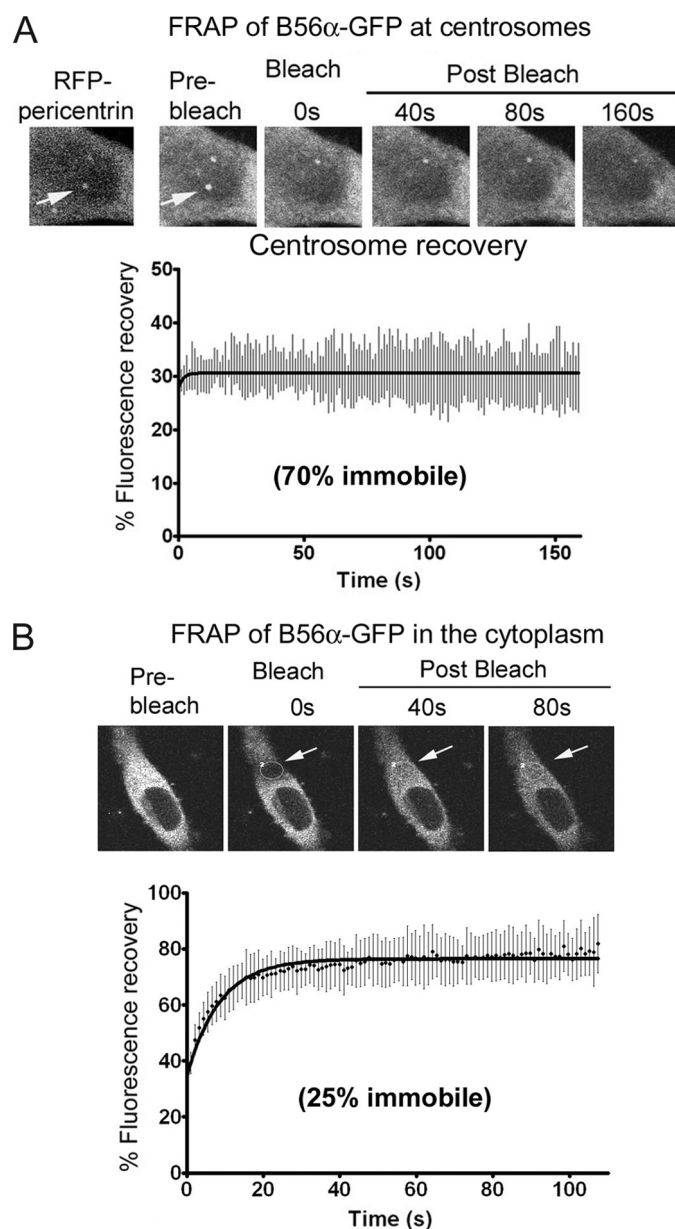 A
FRAP of B56α-GFP at centrosomes
RFP-
pericentrin
Pre-
bleach
Bleach
0s
Post Bleach
40s 80s 160s
Centrosome recovery
% Fluorescence recovery
50
40
30
20
10
0
(70% immobile)
0 50 100 150
Time (s)
B
FRAP of B56α-GFP in the cytoplasm
Pre-
bleach
Bleach
0s
Post Bleach
40s 80s
2 2 2
% Fluorescence recovery
100
80
60
40
20
0
(25% immobile)
0 20 40 60 80 100
Time (s)